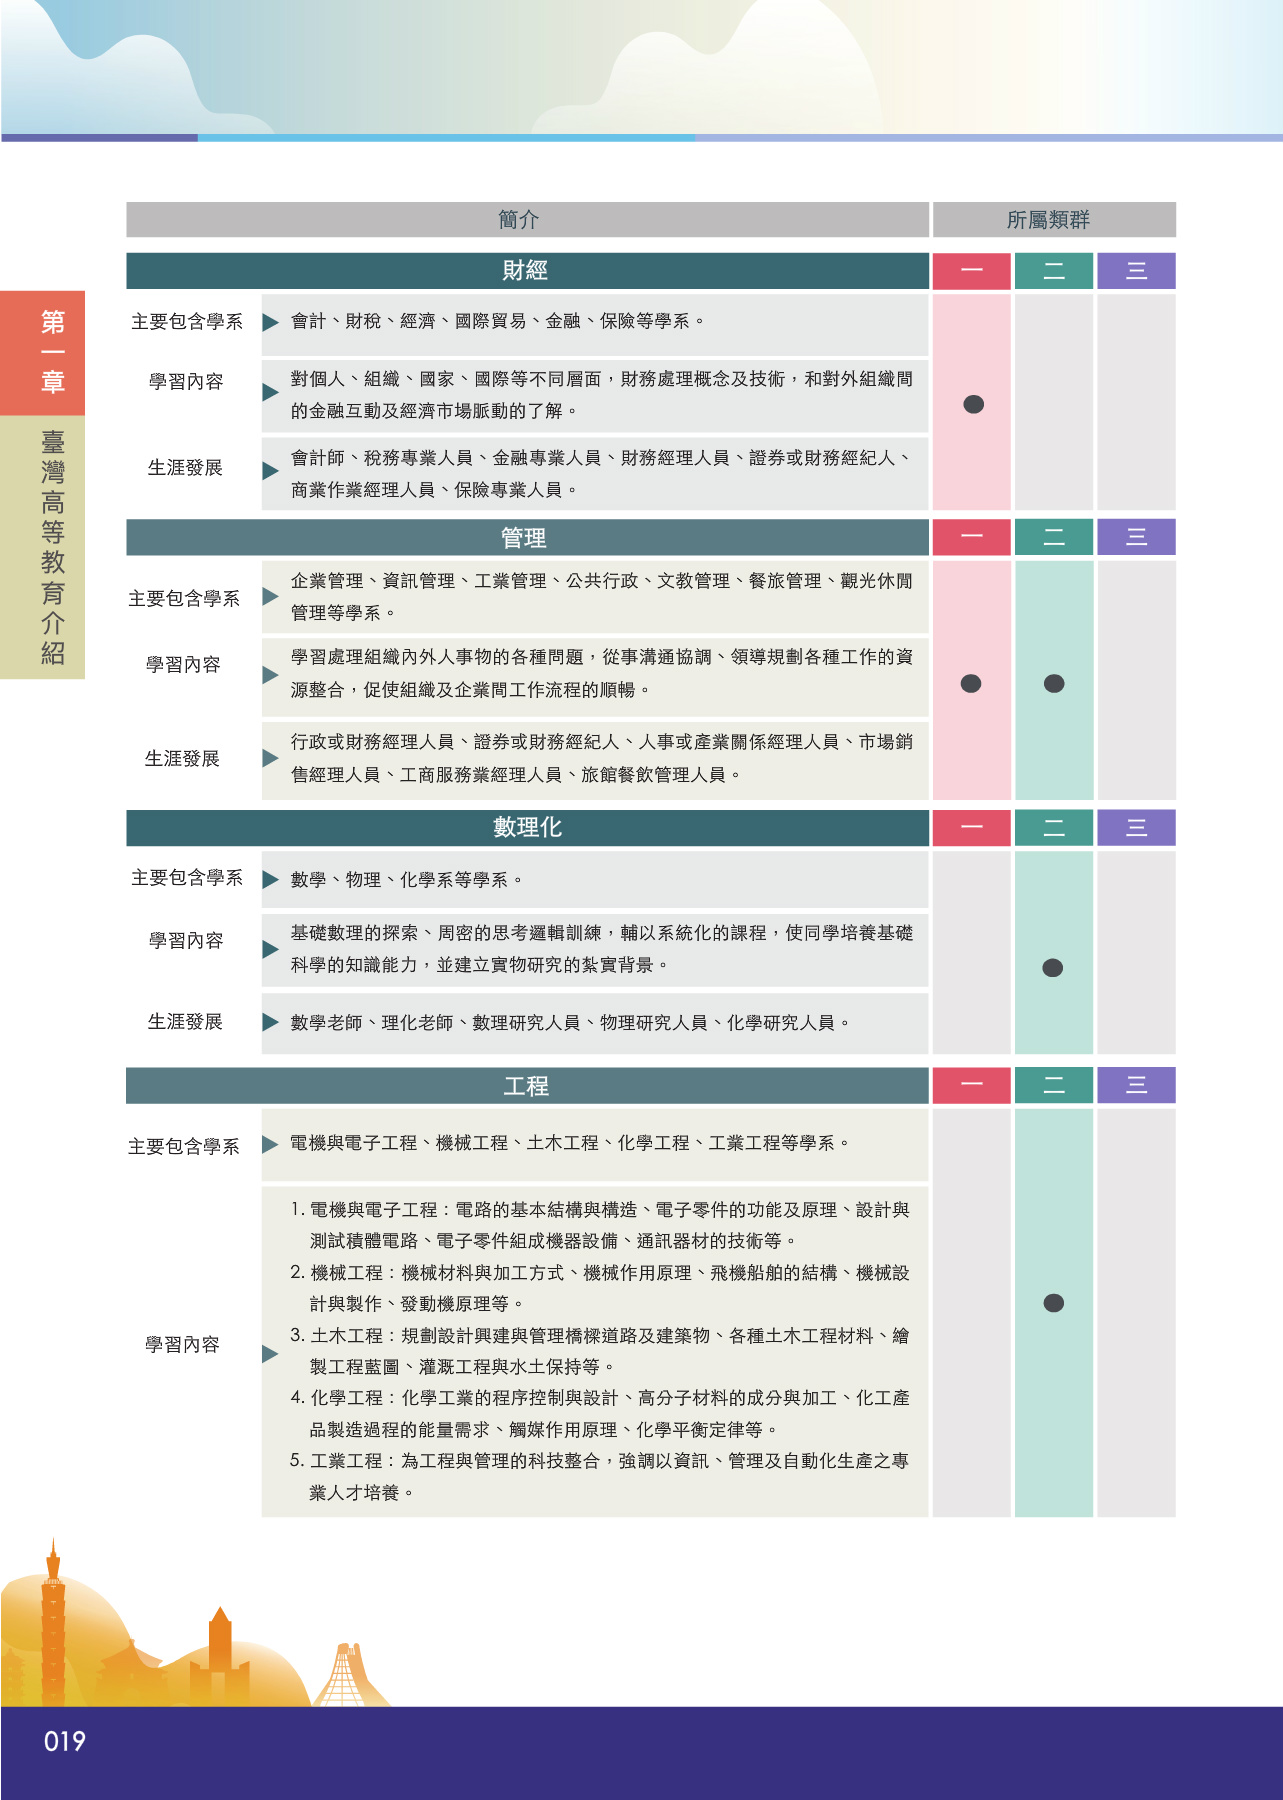 簡介 所屬類群
財經 一 二 三
主要包含學系 會計、財稅、經濟、國際貿易、金融、保險等學系。
學習內容 對個人、組織、國家、國際等不同層面，財務處理概念及技術，和對外組織間
的金融互動及經濟市場脈動的了解。
●
生涯發展 會計師、稅務專業人員、金融專業人員、財務經理人員、證券或財務經紀人、
商業作業經理人員、保險專業人員。
管理 一 二 三
主要包含學系 企業管理、資訊管理、工業管理、公共行政、文教管理、餐旅管理、觀光休閒
管理等學系。
學習內容 學習處理組織內外人事物的各種問題，從事溝通協調、領導規劃各種工作的資
源整合，促使組織及企業間工作流程的順暢。
● ●
生涯發展 行政或財務經理人員、證券或財務經紀人、人事或產業關係經理人員、市場銷
售經理人員、工商服務業經理人員、旅館餐飲管理人員。
數理化 一 二 三
主要包含學系 數學、物理、化學系等學系。
學習內容 基礎數理的探索、周密的思考邏輯訓練，輔以系統化的課程，使同學培養基礎
科學的知識能力，並建立實物研究的紮實背景。
●
生涯發展 數學老師、理化老師、數理研究人員、物理研究人員、化學研究人員。
工程 一 二 三
主要包含學系 電機與電子工程、機械工程、土木工程、化學工程、工業工程等學系。
學習內容
1. 電機與電子工程：電路的基本結構與構造、電子零件的功能及原理、設計與
測試積體電路、電子零件組成機器設備、通訊器材的技術等。
2. 機械工程：機械材料與加工方式、機械作用原理、飛機船舶的結構、機械設
計與製作、發動機原理等。
3. 土木工程：規劃設計興建與管理橋樑道路及建築物、各種土木工程材料、繪
製工程藍圖、灌溉工程與水土保持等。
4. 化學工程：化學工業的程序控制與設計、高分子材料的成分與加工、化工產
品製造過程的能量需求、觸媒作用原理、化學平衡定律等。
5. 工業工程：為工程與管理的科技整合，強調以資訊、管理及自動化生產之專
業人才培養。
●
第一章
臺灣高等教育介紹
019